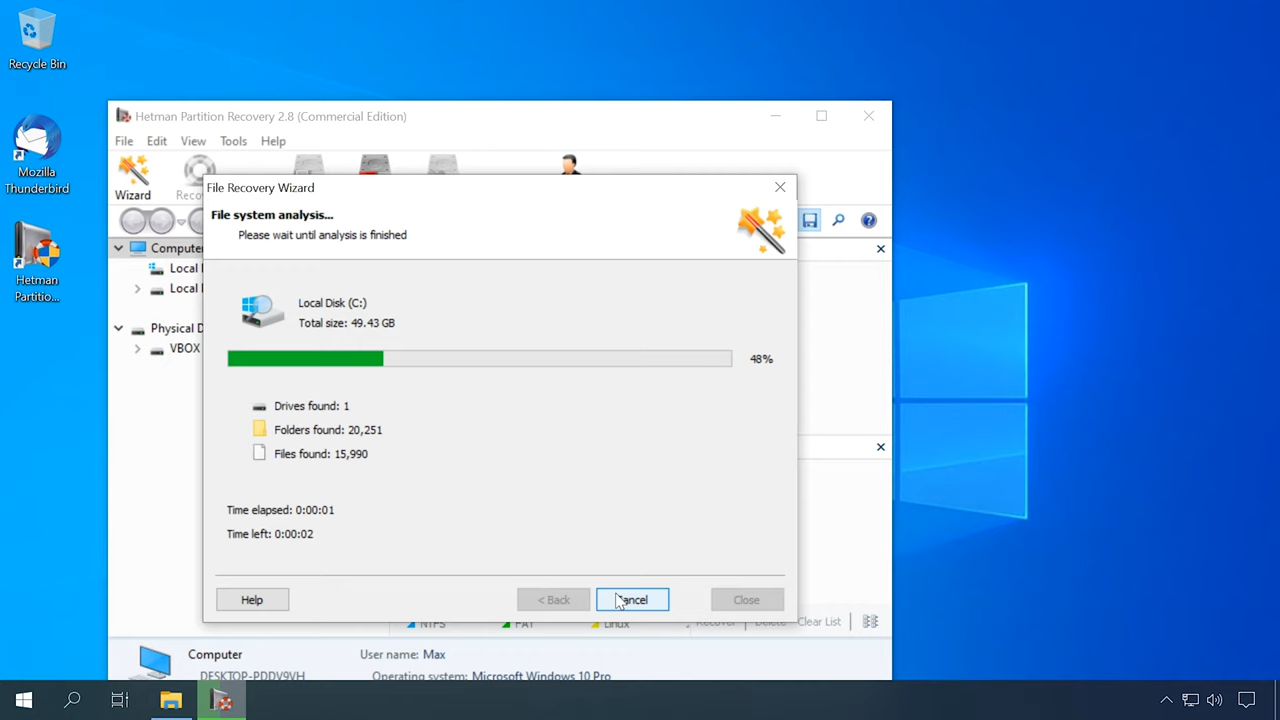 Recycle Bin
Mozilla
Thunderbird
Hetman
Partitio...
Hetman Partition Recovery 2.8 (Commercial Edition)
File Edit View Tools Help
Wizard
File Recovery Wizard
File system analysis...
Please wait until analysis is finished
Computer
Local
Local
Physical D
VBOX
Local Disk (C:)
Total size: 49.43 GB
48%
Drives found: 1
Folders found: 20,251
Files found: 15,990
Time elapsed: 0:00:01
Time left: 0:00:02
Help < Back Cancel Close
NTFS FAT Linux Recover Delete Clear List
Computer User name: Max
DESKTOP-PDDV9VH Operating system: Microsoft Windows 10 Pro